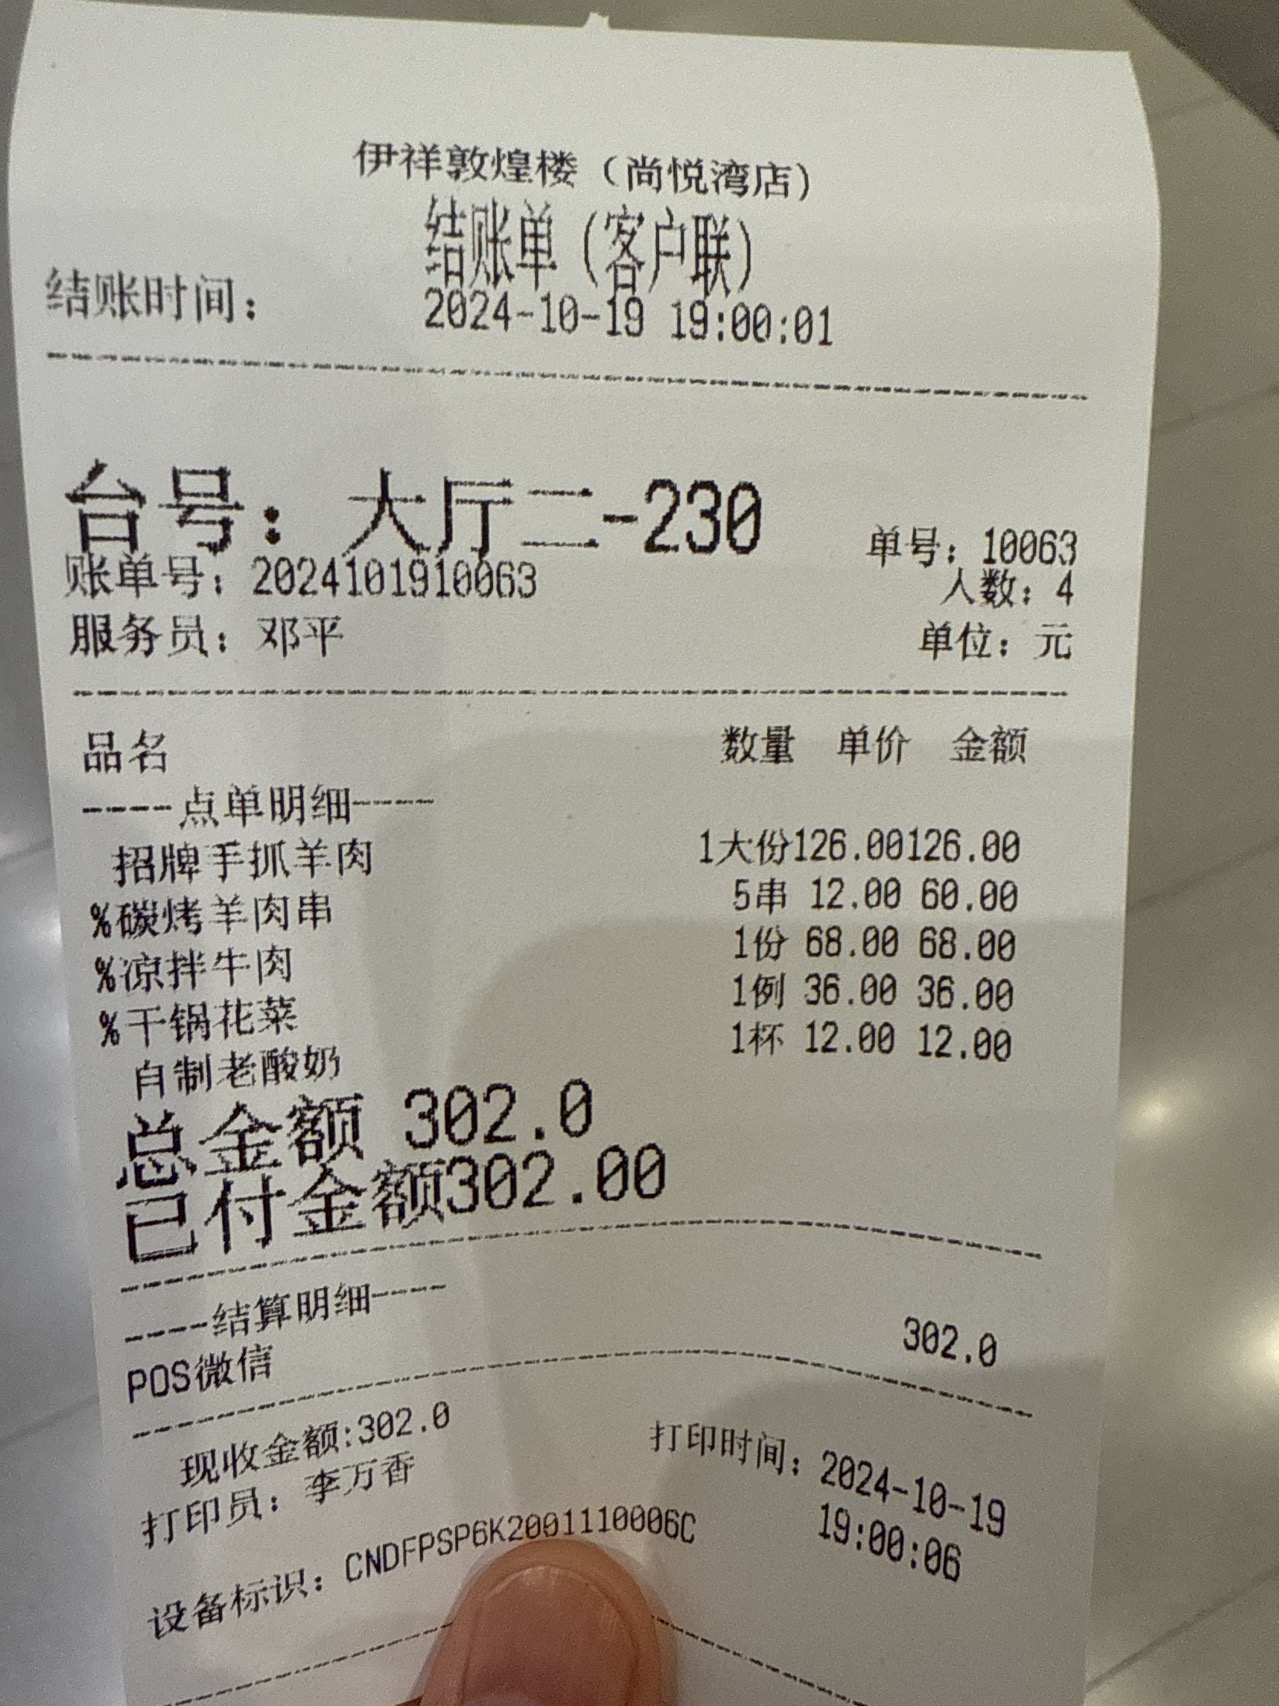 伊祥敦煌楼（尚悦湾店）
结账单（客户联）
结账时间： 2024-10-19 19:00:01
台号：大厅二-230 单号：10063
账单号：2024101910063 人数：4
服务员：邓平 单位：元
品名 数量 单价 金额
----点单明细----
招牌手抓羊肉 1大份126.00126.00
%碳烤羊肉串 5串 12.00 60.00
%凉拌牛肉 1份 68.00 68.00
%干锅花菜 1例 36.00 36.00
自制老酸奶 1杯 12.00 12.00
总金额 302.0
已付金额302.00
----结算明细----
POS微信 302.0
现收金额:302.0
打印员：李万香 打印时间：2024-10-19
19:00:06
设备标识：CNDFPSP6K2001110006C